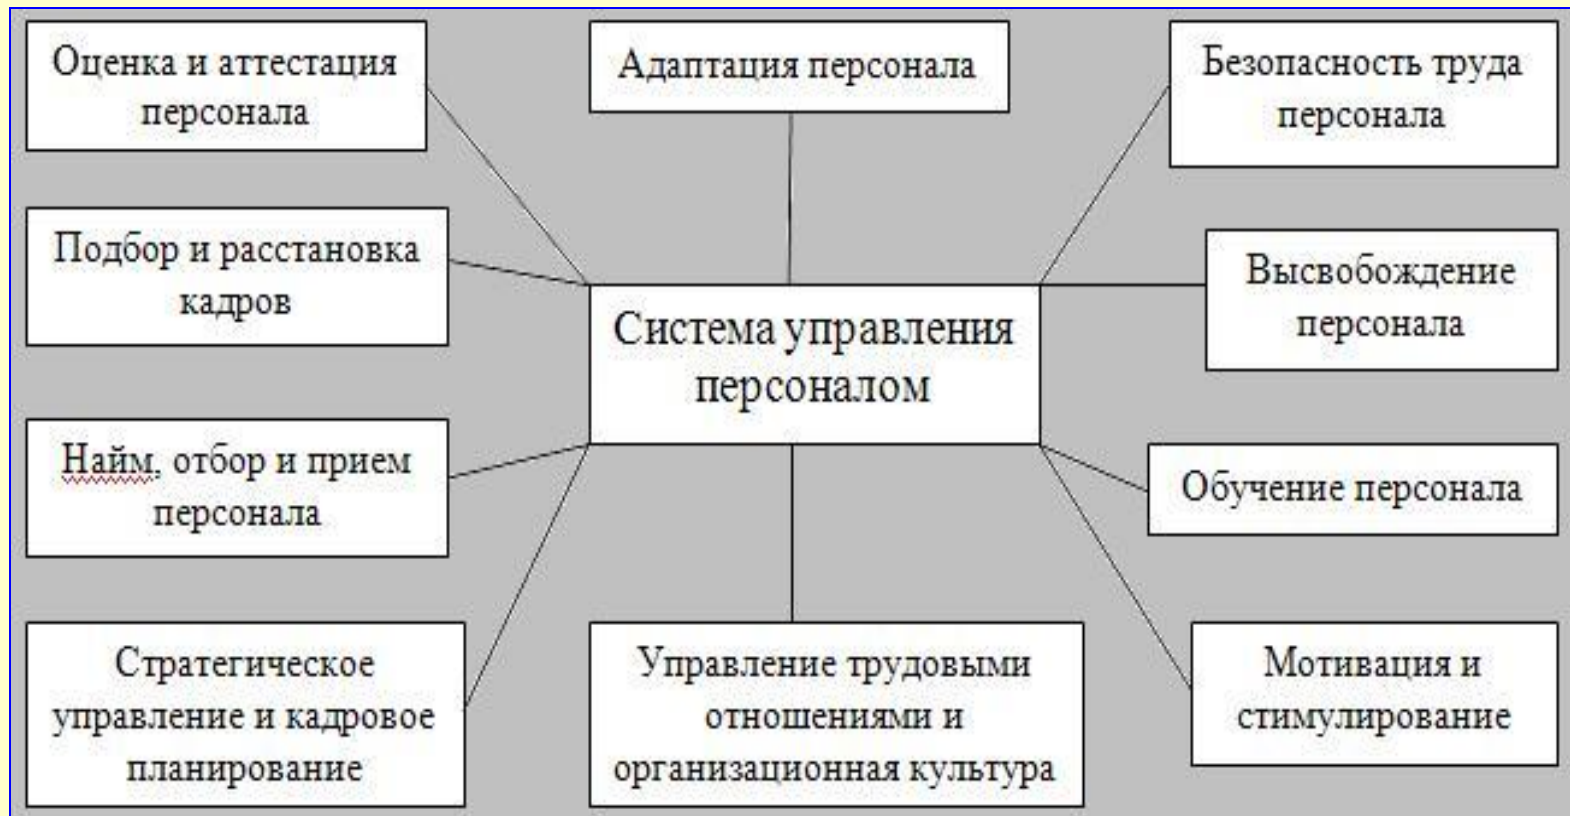 Оценка и аттестация
персонала
Адаптация персонала
Безопасность труда
персонала
Подбор и расстановка
кадров
Высвобождение
персонала
Система управления
персоналом
Найм, отбор и прием
персонала
Обучение персонала
Стратегическое
управление и кадровое
планирование
Управление трудовыми
отношениями и
организационная культура
Мотивация и
стимулирование